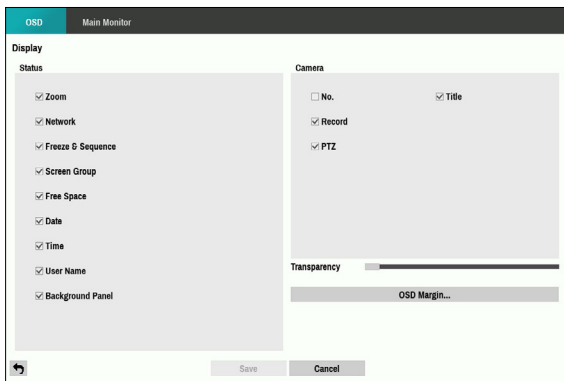 OSD Main Monitor
Display
Status
Zoom
Network
Freeze & Sequence
Screen Group
Free Space
Date
Time
User Name
Background Panel
Camera
No. Title
Record
PTZ
Transparency
OSD Margin...
Save Cancel